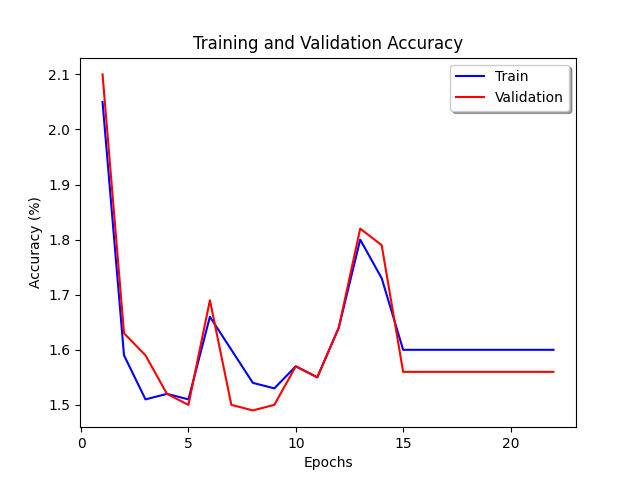 Training and Validation Accuracy
Train
Validation
Accuracy (%)
2.1
2.0
1.9
1.8
1.7
1.6
1.5
0 5 10 15 20
Epochs